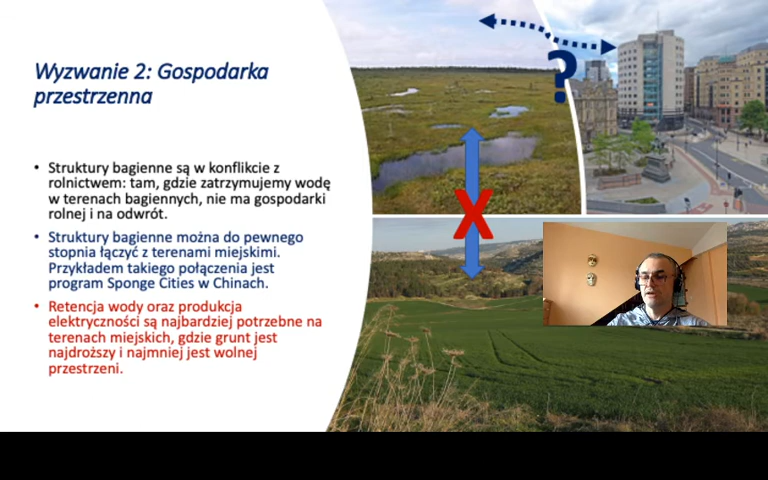 Wyzwanie 2: Gospodarka
przestrzenna
• Struktury bagienne są w konflikcie z
rolnictwem: tam, gdzie zatrzymujemy wodę
w terenach bagiennych, nie ma gospodarki
rolnej i na odwrót.
• Struktury bagienne można do pewnego
stopnia łączyć z terenami miejskimi.
Przykładem takiego połączenia jest
program Sponge Cities w Chinach.
• Retencja wody oraz produkcja
elektryczności są najbardziej potrzebne na
terenach miejskich, gdzie grunt jest
najdroższy i najmniej jest wolnej
przestrzeni.
?
X